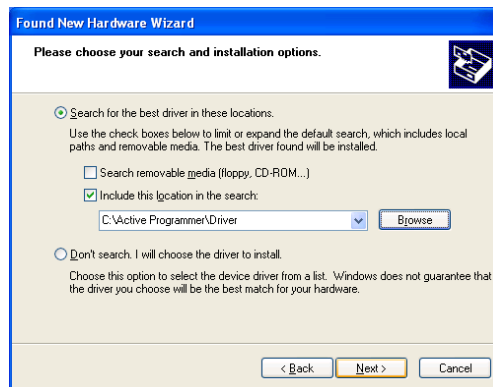 Found New Hardware Wizard
Please choose your search and installation options.
Search for the best driver in these locations.
Use the check boxes below to limit or expand the default search, which includes local
paths and removable media. The best driver found will be installed.
Search removable media (floppy, CD-ROM...)
Include this location in the search:
C:\Active Programmer\Driver
Browse
Don't search. I will choose the driver to install.
Choose this option to select the device driver from a list. Windows does not guarantee that
the driver you choose will be the best match for your hardware.
< Back Next > Cancel